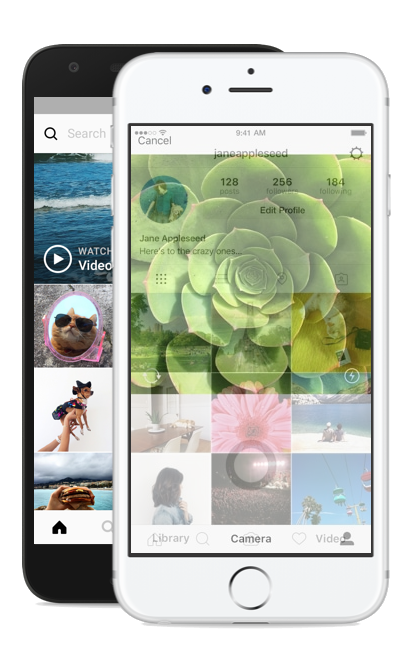 Search
WATCH
Video
9:41 AM
Cancel
janeappleseed
128 256 184
posts followers following
Edit Profile
Jane Appleseed
Here's to the crazy ones...
Library Camera Video